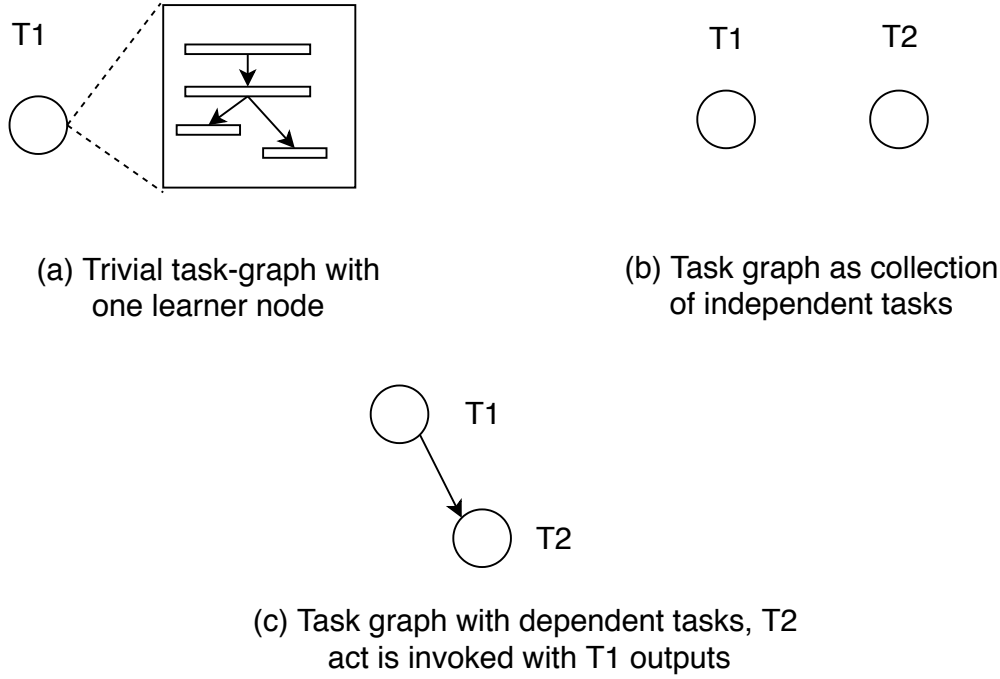 T1
(a) Trivial task-graph with
one learner node
T1
T2
(b) Task graph as collection
of independent tasks
T1
T2
(c) Task graph with dependent tasks, T2
act is invoked with T1 outputs